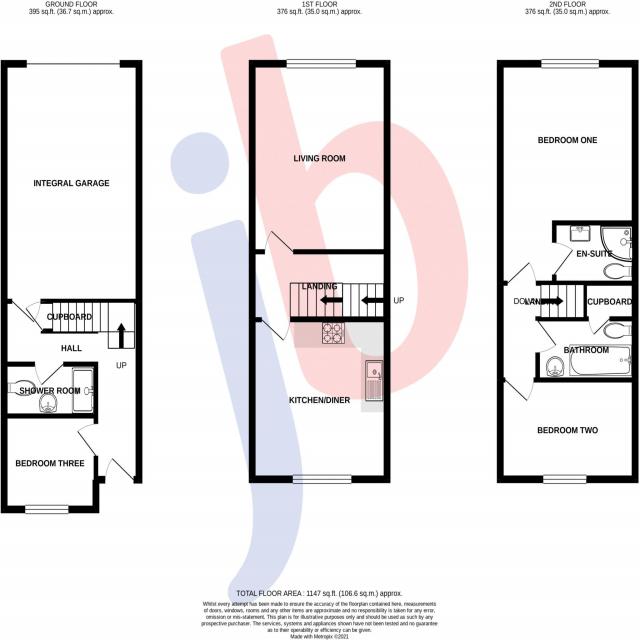 GROUND FLOOR
395 sq.ft. (36.7 sq.m.) approx.
1ST FLOOR
376 sq.ft. (35.0 sq.m.) approx.
2ND FLOOR
376 sq.ft. (35.0 sq.m.) approx.
INTEGRAL GARAGE
CUPBOARD
HALL
UP
SHOWER ROOM
BEDROOM THREE
LIVING ROOM
LANDING
UP
KITCHEN/DINER
BEDROOM ONE
EN-SUITE
LANDING
CUPBOARD
BATHROOM
BEDROOM TWO
jb
TOTAL FLOOR AREA : 1147 sq.ft. (106.6 sq.m.) approx.
Whilst every attempt has been made to ensure the accuracy of the floorplan contained here, measurements
of doors, windows, rooms and any other items are approximate and no responsibility is taken for any error,
omission or mis-statement. This plan is for illustrative purposes only and should be used as such by any
prospective purchaser. The services, systems and appliances shown have not been tested and no guarantee
as to their operability or efficiency can be given.
Made with Metropix ©2021